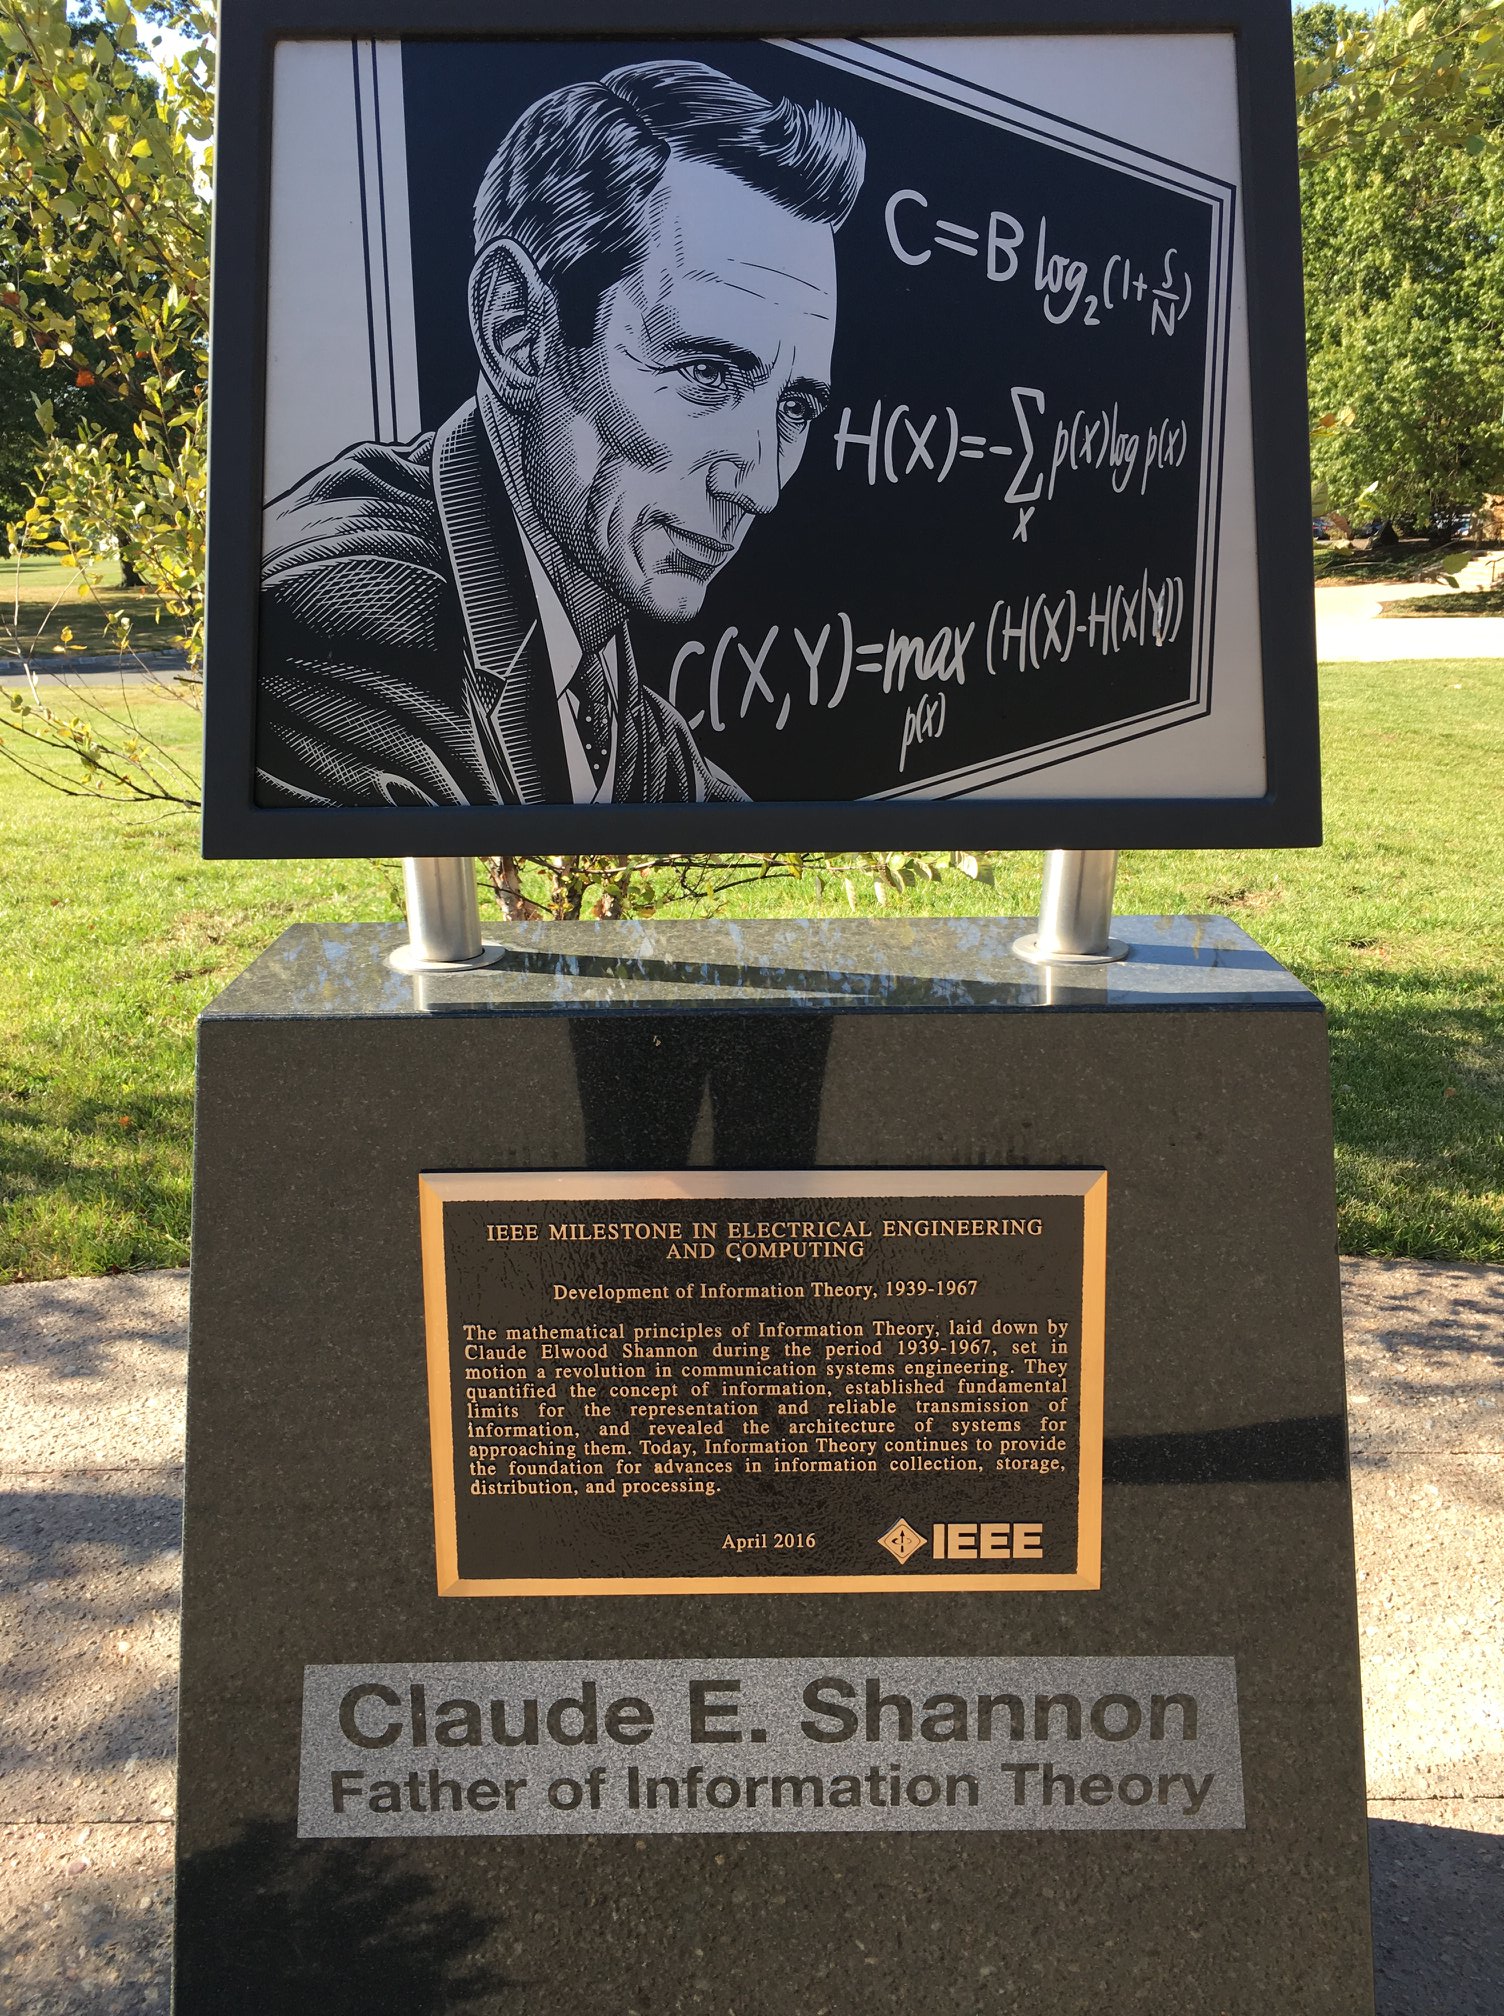 C=B log₂(1+S/N)
H(X)=-∑ p(x) log p(x)
x
C(X,Y)=max (H(X)-H(X|Y))
p(x)
IEEE MILESTONE IN ELECTRICAL ENGINEERING
AND COMPUTING
Development of Information Theory, 1939-1967
The mathematical principles of Information Theory, laid down by
Claude Elwood Shannon during the period 1939-1967, set in
motion a revolution in communication systems engineering. They
quantified the concept of information, established fundamental
limits for the representation and reliable transmission of
information, and revealed the architecture of systems for
approaching them. Today, Information Theory continues to provide
the foundation for advances in information collection, storage,
distribution, and processing.
April 2016
IEEE
Claude E. Shannon
Father of Information Theory